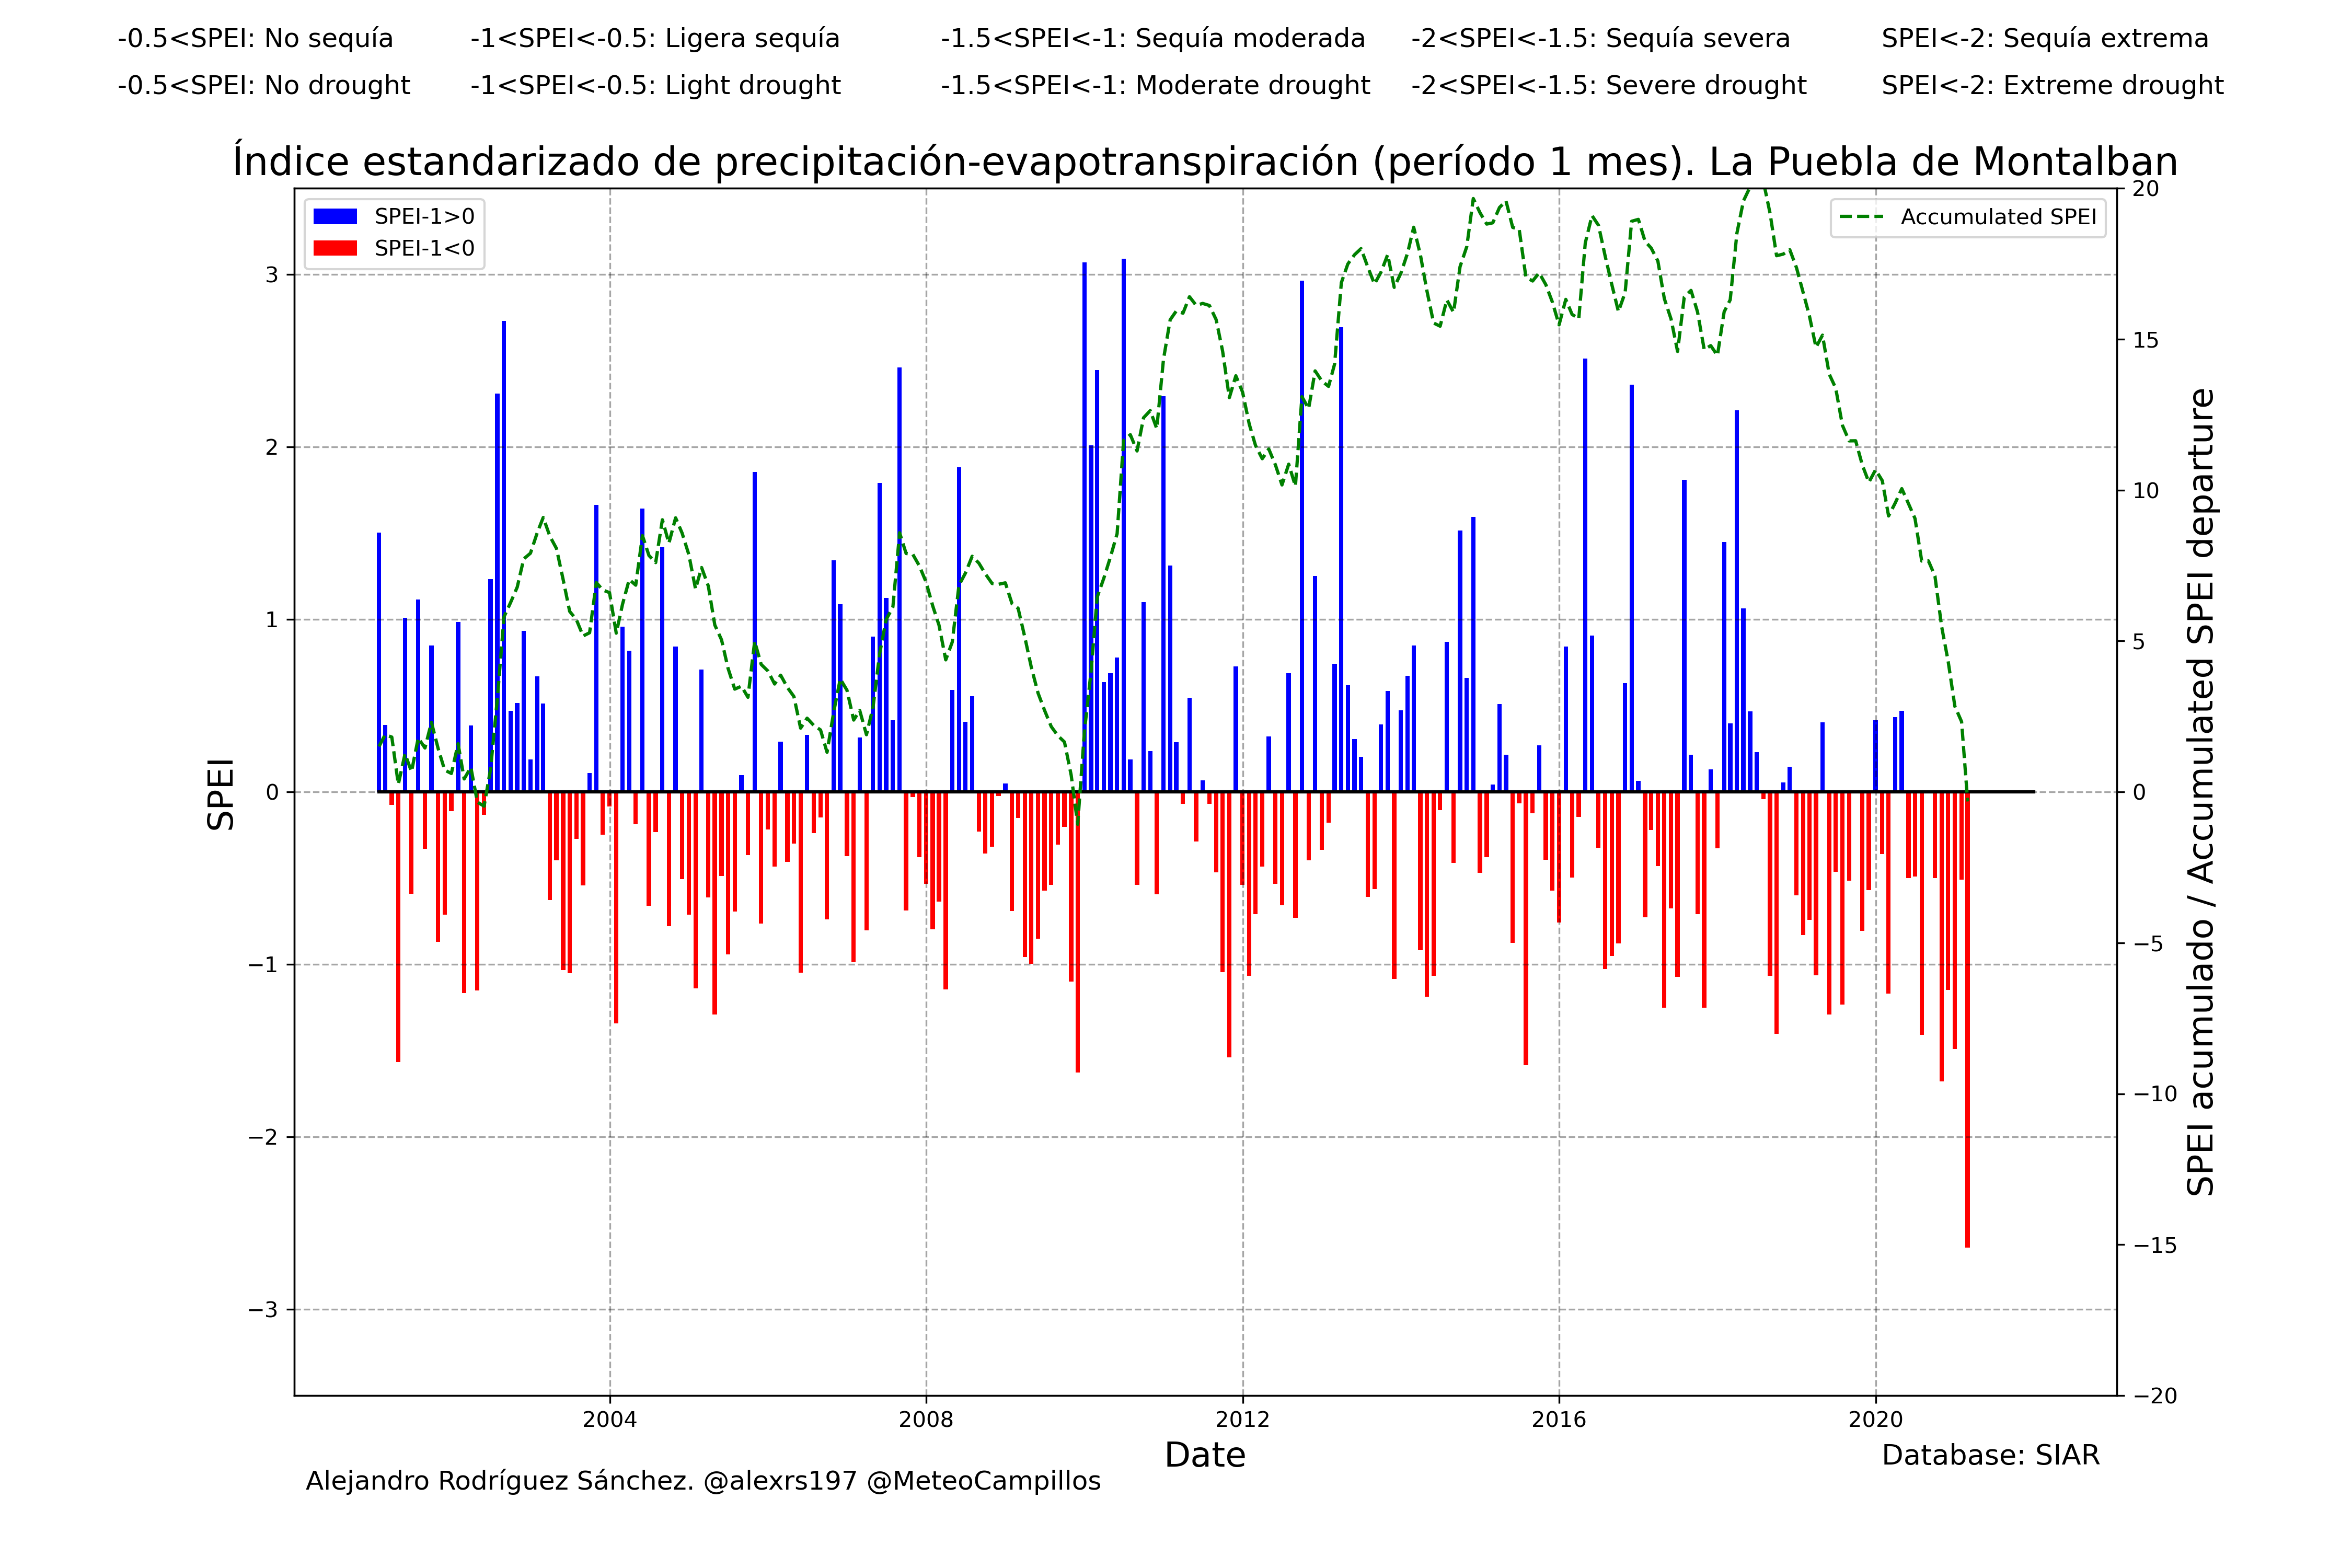 -0.5<SPEI: No sequía -1<SPEI<-0.5: Ligera sequía -1.5<SPEI<-1: Sequía moderada -2<SPEI<-1.5: Sequía severa SPEI<-2: Sequía extrema
-0.5<SPEI: No drought -1<SPEI<-0.5: Light drought -1.5<SPEI<-1: Moderate drought -2<SPEI<-1.5: Severe drought SPEI<-2: Extreme drought
Índice estandarizado de precipitación-evapotranspiración (período 1 mes). La Puebla de Montalban
SPEI-1>0
SPEI-1<0
Accumulated SPEI
SPEI
3
2
1
0
−1
−2
−3
20
15
10
5
0
−5
−10
−15
−20
SPEI acumulado / Accumulated SPEI departure
2004 2008 2012 2016 2020
Date
Database: SIAR
Alejandro Rodríguez Sánchez. @alexrs197 @MeteoCampillos